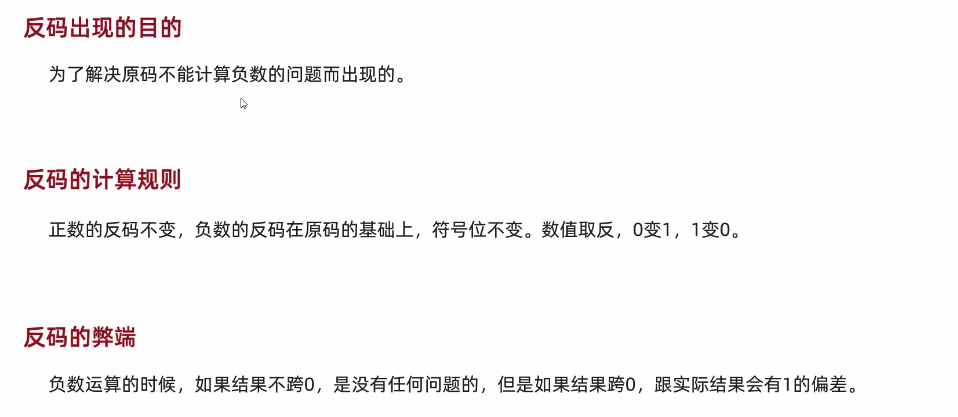 反码出现的目的
为了解决原码不能计算负数的问题而出现的。
反码的计算规则
正数的反码不变，负数的反码在原码的基础上，符号位不变。数值取反，0变1，1变0。
反码的弊端
负数运算的时候，如果结果不跨0，是没有任何问题的，但是如果结果跨0，跟实际结果会有1的偏差。